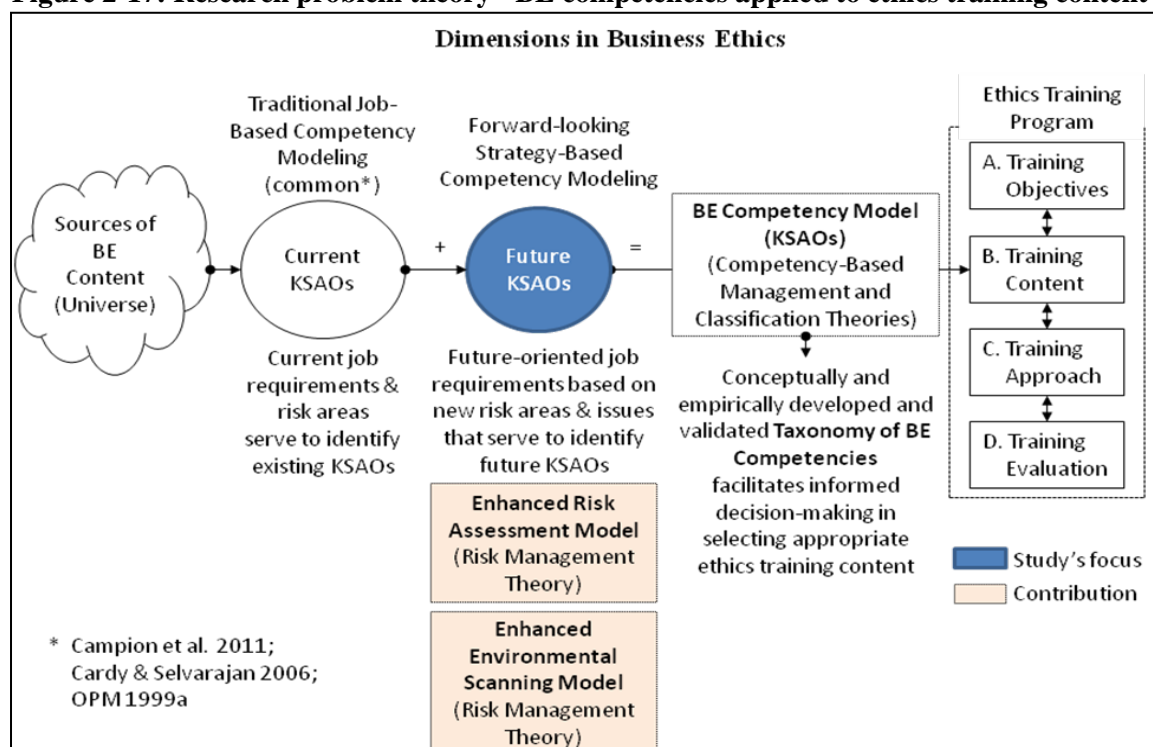 Figure 2-17: Research problem theory - BE competencies applied to ethics training content
Dimensions in Business Ethics
Sources of
BE
Content
(Universe)
Traditional Job-
Based Competency
Modeling
(common*)
Current
KSAOs
Current job
requirements &
risk areas
serve to identify
existing KSAOs
+
Forward-looking
Strategy-Based
Competency Modeling
Future
KSAOs
Future-oriented job
requirements based on
new risk areas & issues
that serve to identify
future KSAOs
Enhanced Risk
Assessment Model
(Risk Management
Theory)
Enhanced
Environmental
Scanning Model
(Risk Management
Theory)
=
BE Competency Model
(KSAOs)
(Competency-Based
Management and
Classification Theories)
Conceptually and
empirically developed and
validated Taxonomy of BE
Competencies
facilitates informed
decision-making in
selecting appropriate
ethics training content
Ethics Training
Program
A. Training
Objectives
B. Training
Content
C. Training
Approach
D. Training
Evaluation
Study's focus
Contribution
* Campion et al. 2011;
Cardy & Selvarajan 2006;
OPM 1999a